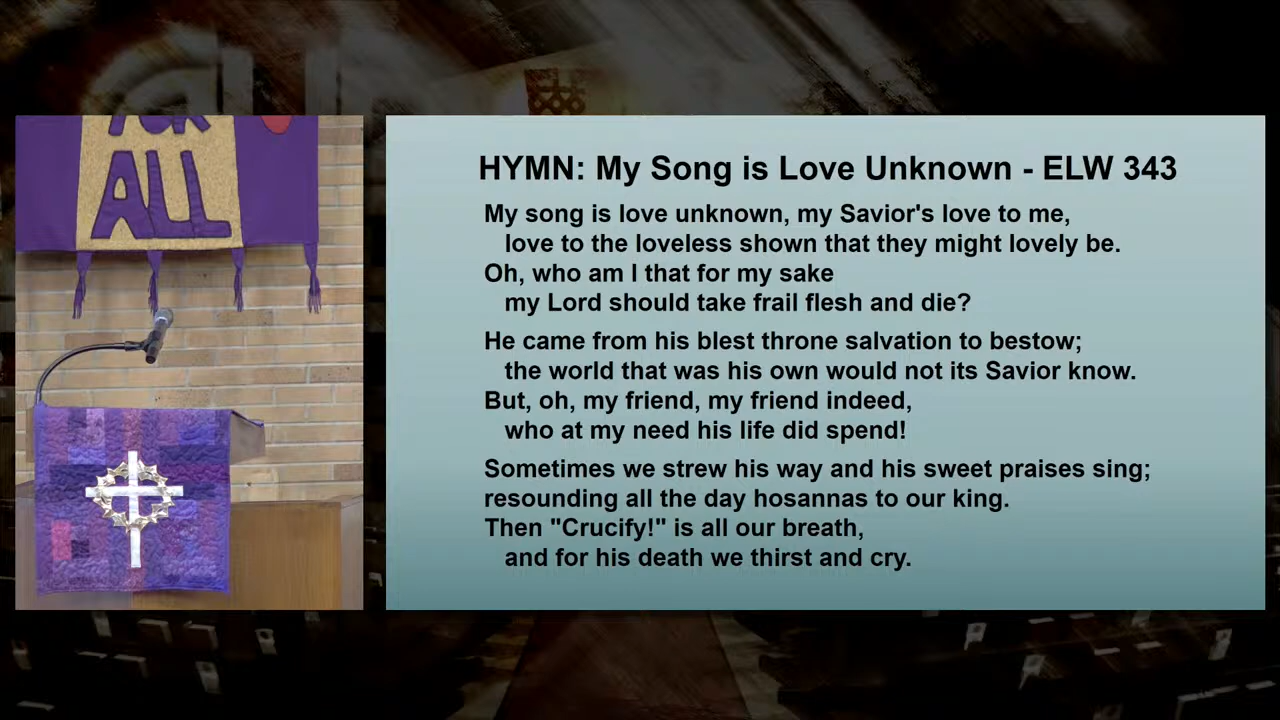 FOR
ALL
HYMN: My Song is Love Unknown - ELW 343
My song is love unknown, my Savior's love to me,
love to the loveless shown that they might lovely be.
Oh, who am I that for my sake
my Lord should take frail flesh and die?
He came from his blest throne salvation to bestow;
the world that was his own would not its Savior know.
But, oh, my friend, my friend indeed,
who at my need his life did spend!
Sometimes we strew his way and his sweet praises sing;
resounding all the day hosannas to our king.
Then "Crucify!" is all our breath,
and for his death we thirst and cry.